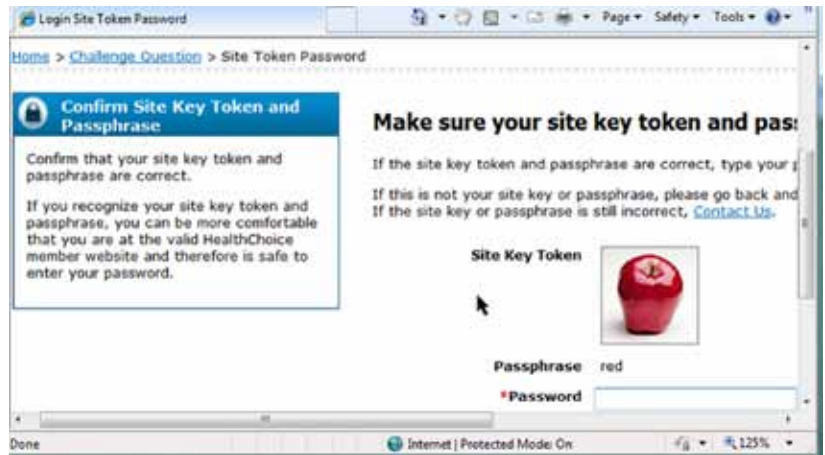 Login Site Token Password
Page Safety Tools
Home > Challenge Question > Site Token Password
Confirm Site Key Token and
Passphrase
Confirm that your site key token and
passphrase are correct.
If you recognize your site key token and
passphrase, you can be more comfortable
that you are at the valid HealthChoice
member website and therefore is safe to
enter your password.
Make sure your site key token and pas
If the site key token and passphrase are correct, type your
If this is not your site key or passphrase, please go back and
If the site key or passphrase is still incorrect, Contact Us.
Site Key Token
Passphrase red
*Password
Done Internet | Protected Mode: On 125%